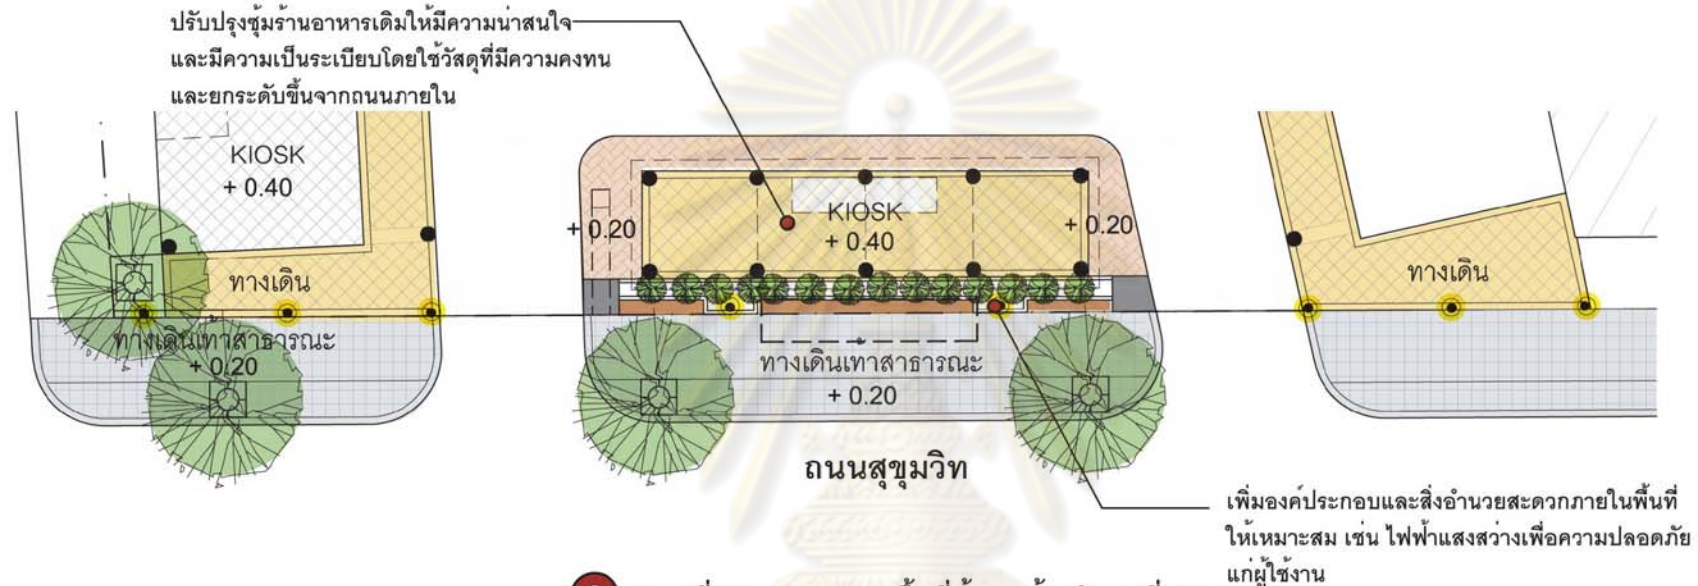 ปรับปรุงซุ้มร้านอาหารเดิมให้มีความน่าสนใจ
และมีความเป็นระเบียบโดยใช้วัสดุที่มีความคงทน
และยกระดับขึ้นจากถนนภายใน
KIOSK
+ 0.40
ทางเดิน
ทางเดินเท้าสาธารณะ
+ 0.20
+ 0.20
KIOSK
+ 0.40
+ 0.20
ทางเดินเท้าสาธารณะ
+ 0.20
ถนนสุขุมวิท
ทางเดิน
เพิ่มองค์ประกอบและสิ่งอำนวยสะดวกภายในพื้นที่
ให้เหมาะสม เช่น ไฟฟ้าแสงสว่างเพื่อความปลอดภัย
แก่ผู้ใช้งาน